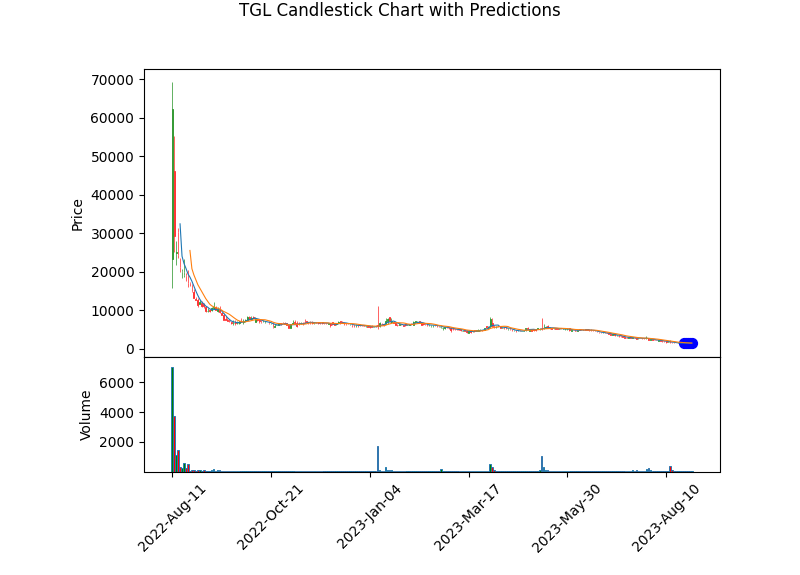 TGL Candlestick Chart with Predictions
70000
60000
50000
40000
30000
20000
10000
0
Price
6000
4000
2000
Volume
2022-Aug-11
2022-Oct-21
2023-Jan-04
2023-Mar-17
2023-May-30
2023-Aug-10